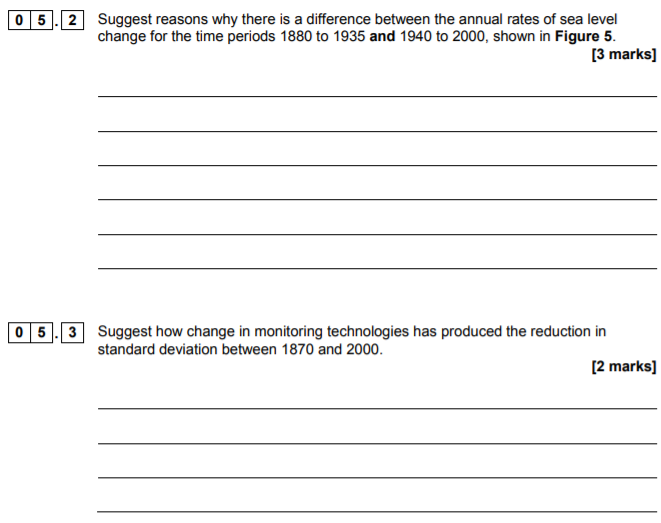 0 5 . 2 Suggest reasons why there is a difference between the annual rates of sea level
change for the time periods 1880 to 1935 and 1940 to 2000, shown in Figure 5.
[3 marks]
0 5 . 3 Suggest how change in monitoring technologies has produced the reduction in
standard deviation between 1870 and 2000.
[2 marks]